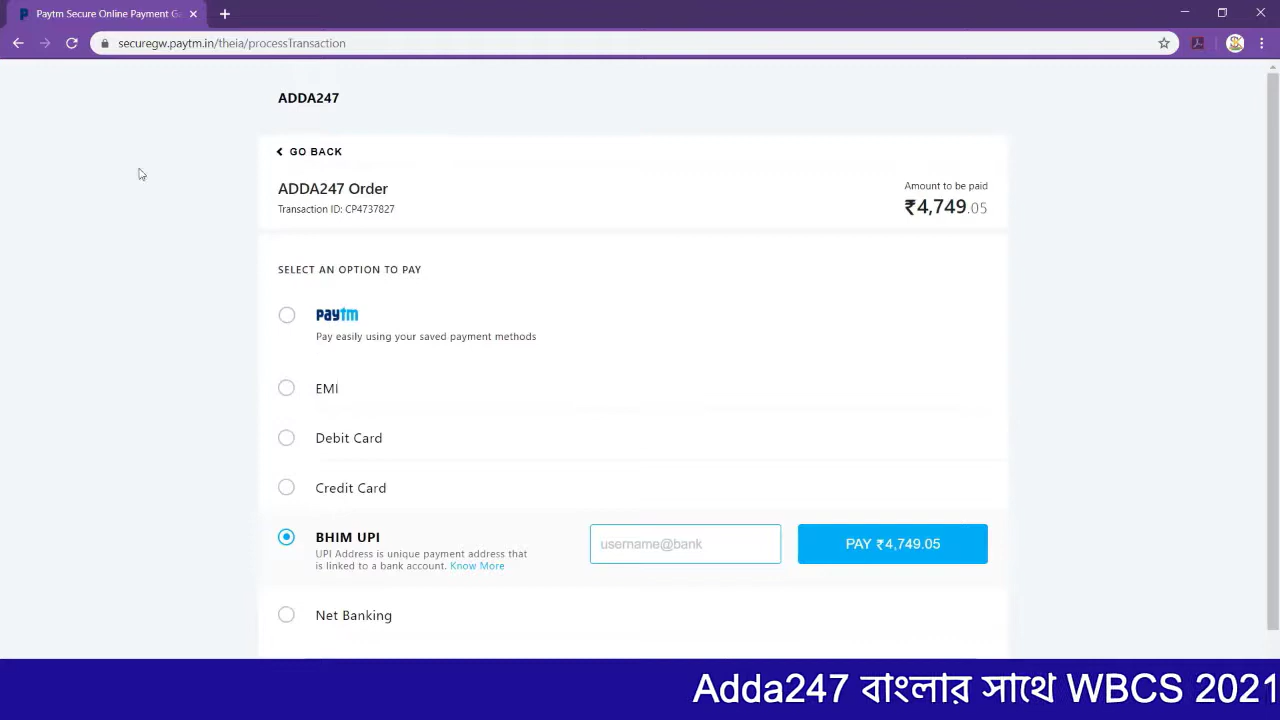 Paytm Secure Online Payment Ga
securegw.paytm.in/theia/processTransaction
ADDA247
GO BACK
ADDA247 Order
Transaction ID: CP4737827
Amount to be paid
₹4,749.05
SELECT AN OPTION TO PAY
paytm
Pay easily using your saved payment methods
EMI
Debit Card
Credit Card
BHIM UPI
UPI Address is unique payment address that
is linked to a bank account. Know More
username@bank
PAY ₹4,749.05
Net Banking
Adda247 বাংলার সাথে WBCS 2021